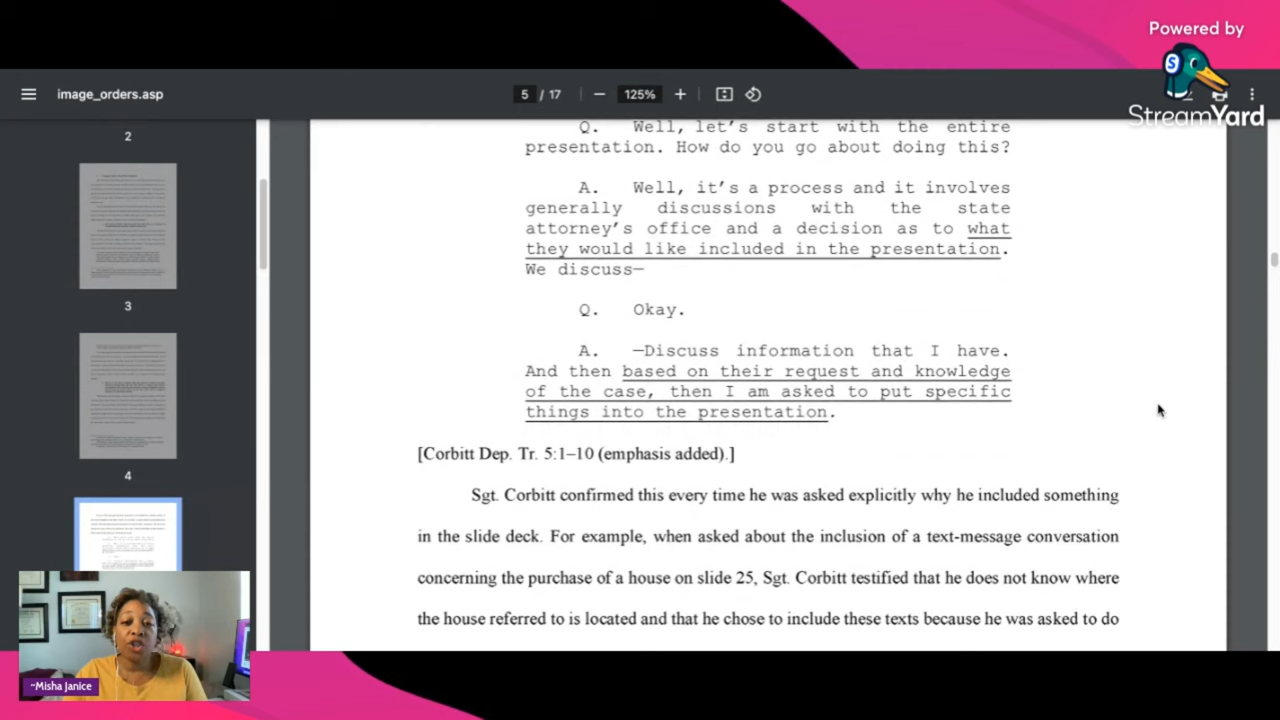 Powered by
StreamYard
image_orders.asp
5 / 17
125%
2
3
4
Q. Well, let's start with the entire
presentation. How do you go about doing this?
A. Well, it's a process and it involves
generally discussions with the state
attorney's office and a decision as to what
they would like included in the presentation.
We discuss—
Q. Okay.
A. —Discuss information that I have.
And then based on their request and knowledge
of the case, then I am asked to put specific
things into the presentation.
[Corbitt Dep. Tr. 5:1–10 (emphasis added).]
Sgt. Corbitt confirmed this every time he was asked explicitly why he included something
in the slide deck. For example, when asked about the inclusion of a text-message conversation
concerning the purchase of a house on slide 25, Sgt. Corbitt testified that he does not know where
the house referred to is located and that he chose to include these texts because he was asked to do
~Misha Janice